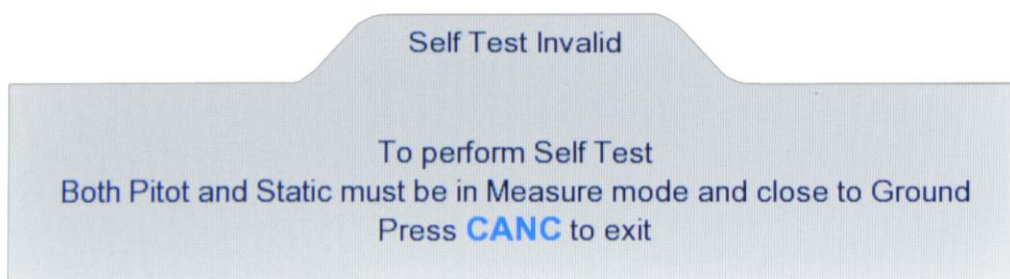 Self Test Invalid
To perform Self Test
Both Pitot and Static must be in Measure mode and close to Ground
Press CANC to exit